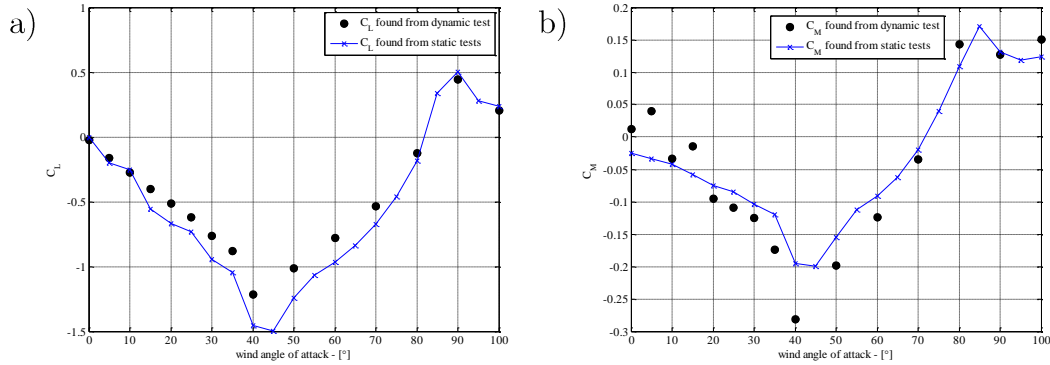 a)
1
0.5
0
-0.5
-1
-1.5
C_L
0 10 20 30 40 50 60 70 80 90 100
wind angle of attack - [°]
C_L found from dynamic test
C_L found from static tests
b)
0.2
0.15
0.1
0.05
0
-0.05
-0.1
-0.15
-0.2
-0.25
-0.3
C_M
0 10 20 30 40 50 60 70 80 90 100
wind angle of attack - [°]
C_M found from dynamic test
C_M found from static tests